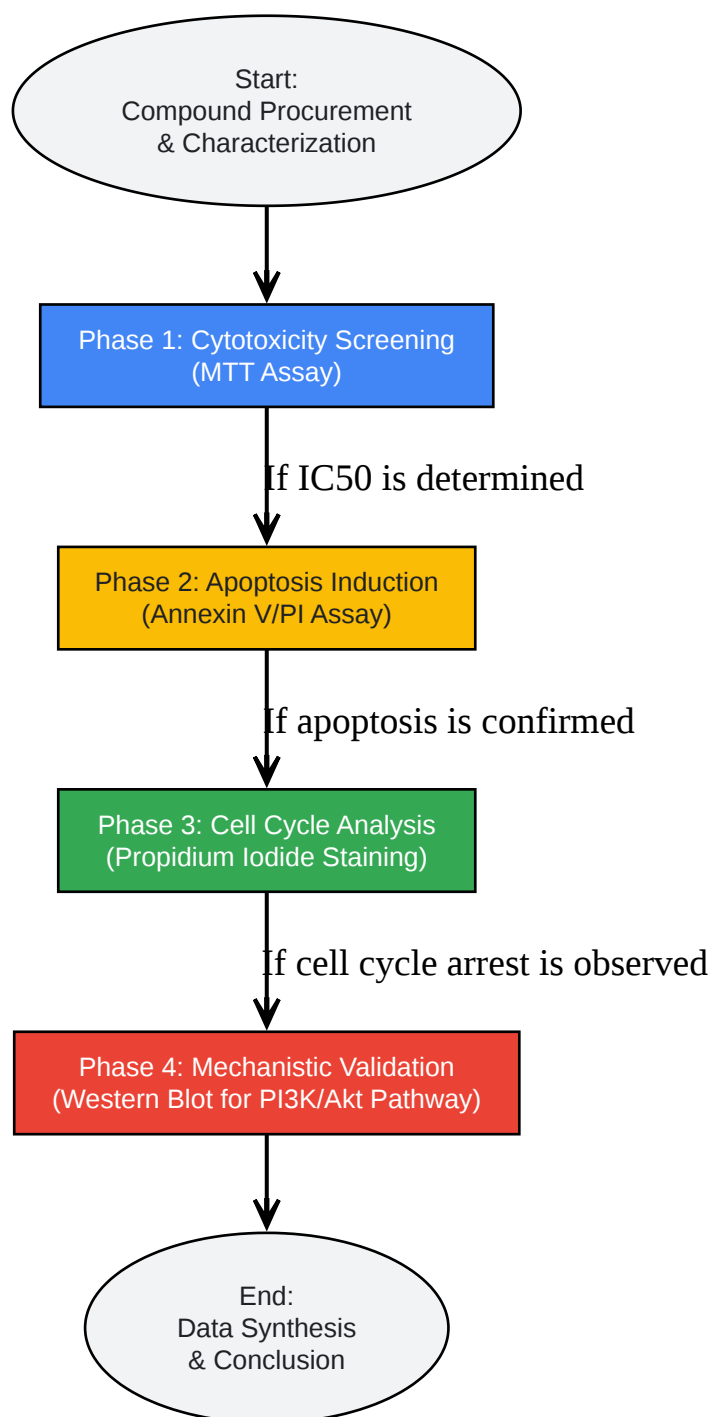 Start:
Compound Procurement
& Characterization
Phase 1: Cytotoxicity Screening
(MTT Assay)
If IC50 is determined
Phase 2: Apoptosis Induction
(Annexin V/PI Assay)
If apoptosis is confirmed
Phase 3: Cell Cycle Analysis
(Propidium Iodide Staining)
If cell cycle arrest is observed
Phase 4: Mechanistic Validation
(Western Blot for PI3K/Akt Pathway)
End:
Data Synthesis
& Conclusion